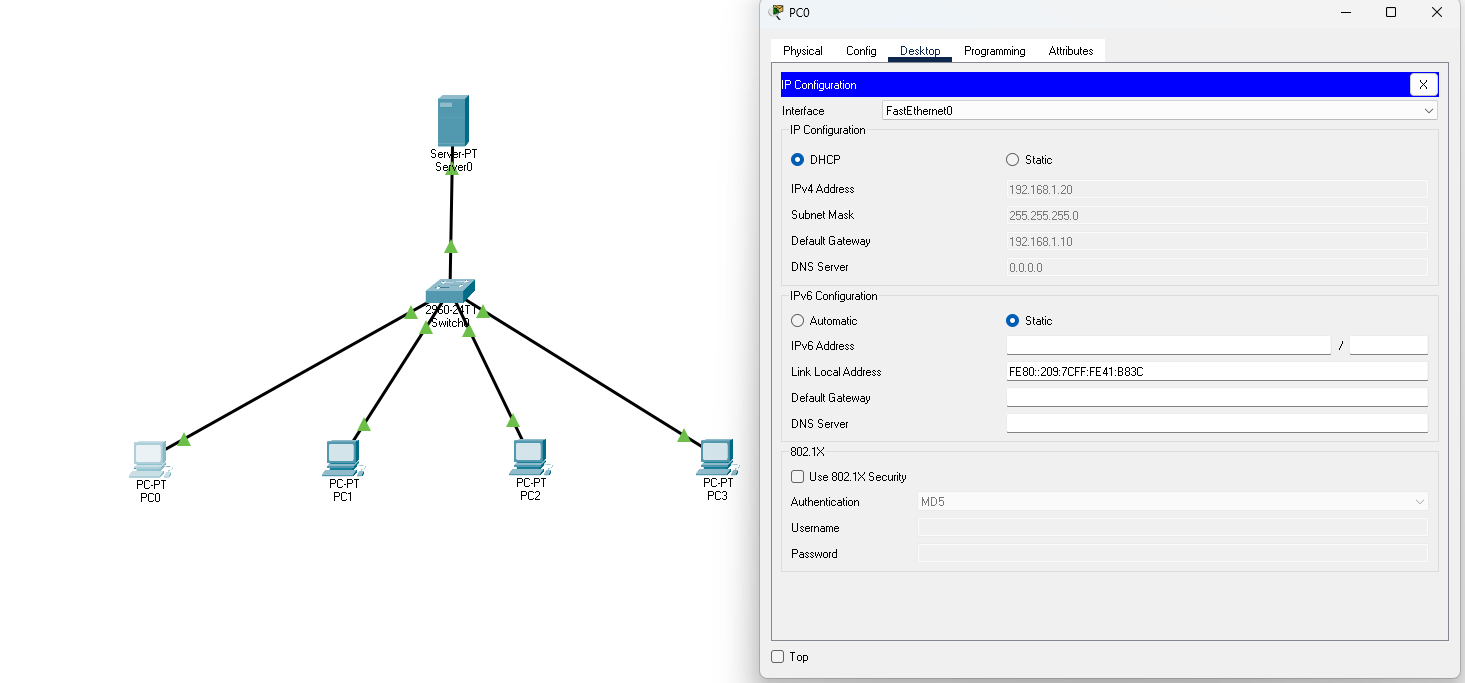 Server-PT
Server0
2960-24TT
Switch0
PC-PT
PC0
PC-PT
PC1
PC-PT
PC2
PC-PT
PC3
PC0
Physical Config Desktop Programming Attributes
IP Configuration X
Interface FastEthernet0
IP Configuration
DHCP Static
IPv4 Address 192.168.1.20
Subnet Mask 255.255.255.0
Default Gateway 192.168.1.10
DNS Server 0.0.0.0
IPv6 Configuration
Automatic Static
IPv6 Address /
Link Local Address FE80::209:7CFF:FE41:B83C
Default Gateway
DNS Server
802.1X
Use 802.1X Security
Authentication MD5
Username
Password
Top